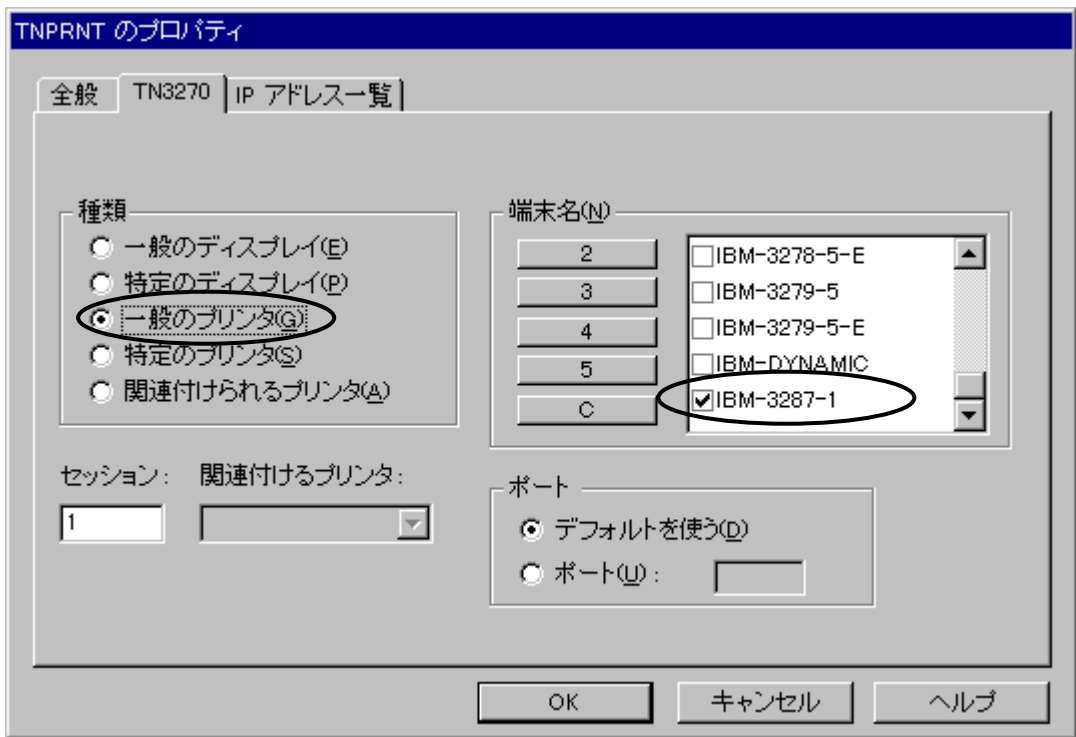 TNPRNT のプロパティ
全般
TN3270
IP アドレス一覧
種類
一般のディスプレイ(E)
特定のディスプレイ(P)
一般のプリンタ(G)
特定のプリンタ(S)
関連付けられるプリンタ(A)
端末名(N)
2
3
4
5
C
IBM-3278-5-E
IBM-3279-5
IBM-3279-5-E
IBM-DYNAMIC
IBM-3287-1
セッション:
関連付けるプリンタ:
1
ポート
デフォルトを使う(D)
ポート(U):
OK
キャンセル
ヘルプ